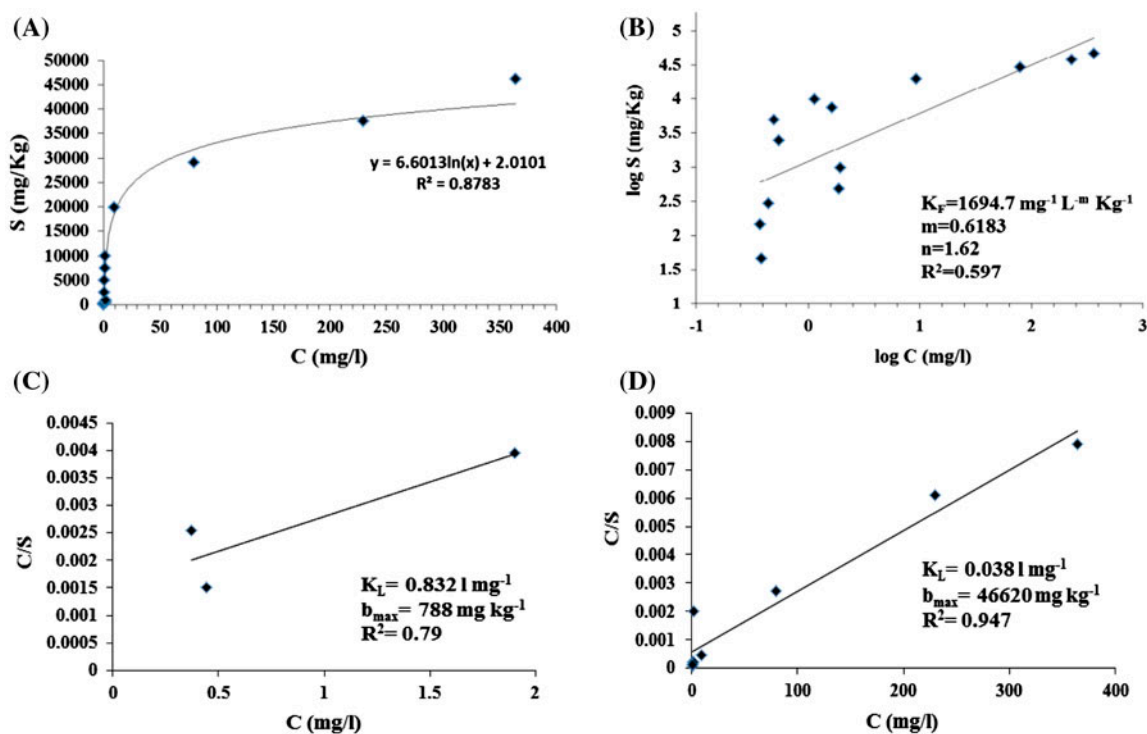 (A)
50000
45000
40000
35000
30000
25000
20000
15000
10000
5000
0
S (mg/Kg)
y = 6.6013ln(x) + 2.0101
R² = 0.8783
0 50 100 150 200 250 300 350 400
C (mg/l)
(B)
5
4.5
4
3.5
3
2.5
2
1.5
1
log S (mg/Kg)
K_F=1694.7 mg⁻¹ L⁻ᵐ Kg⁻¹
m=0.6183
n=1.62
R²=0.597
-1 0 1 2 3
log C (mg/l)
(C)
0.0045
0.004
0.0035
0.003
0.0025
0.002
0.0015
0.001
0.0005
0
C/S
K_L= 0.832 l mg⁻¹
b_max= 788 mg kg⁻¹
R²= 0.79
0 0.5 1 1.5 2
C (mg/l)
(D)
0.009
0.008
0.007
0.006
0.005
0.004
0.003
0.002
0.001
0
C/S
K_L= 0.038 l mg⁻¹
b_max= 46620 mg kg⁻¹
R²= 0.947
0 100 200 300 400
C (mg/l)